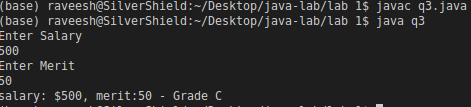 (base) raveesh@SilverShield:~/Desktop/java-lab/lab 1$ javac q3.java
(base) raveesh@SilverShield:~/Desktop/java-lab/lab 1$ java q3
Enter Salary
500
Enter Merit
50
salary: $500, merit:50 - Grade C